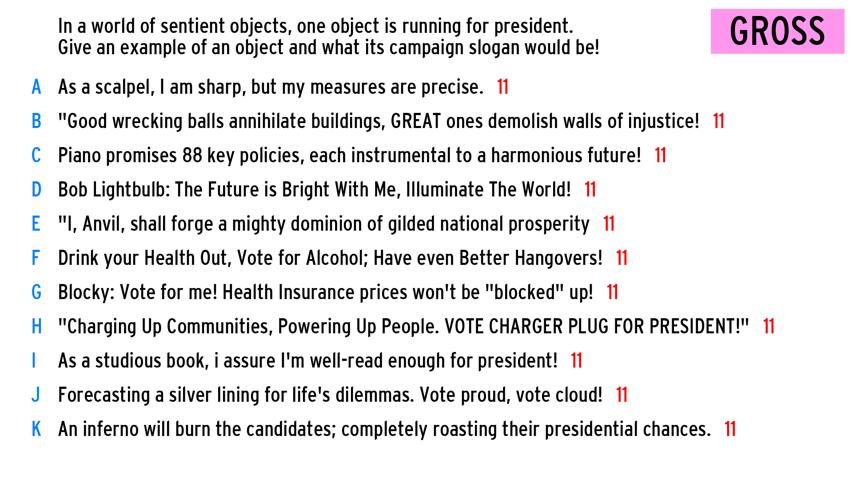 In a world of sentient objects, one object is running for president.
Give an example of an object and what its campaign slogan would be!
GROSS
A As a scalpel, I am sharp, but my measures are precise. 11
B "Good wrecking balls annihilate buildings, GREAT ones demolish walls of injustice! 11
C Piano promises 88 key policies, each instrumental to a harmonious future! 11
D Bob Lightbulb: The Future is Bright With Me, Illuminate The World! 11
E "I, Anvil, shall forge a mighty dominion of gilded national prosperity 11
F Drink your Health Out, Vote for Alcohol; Have even Better Hangovers! 11
G Blocky: Vote for me! Health Insurance prices won't be "blocked" up! 11
H "Charging Up Communities, Powering Up People. VOTE CHARGER PLUG FOR PRESIDENT!" 11
I As a studious book, i assure I'm well-read enough for president! 11
J Forecasting a silver lining for life's dilemmas. Vote proud, vote cloud! 11
K An inferno will burn the candidates; completely roasting their presidential chances. 11